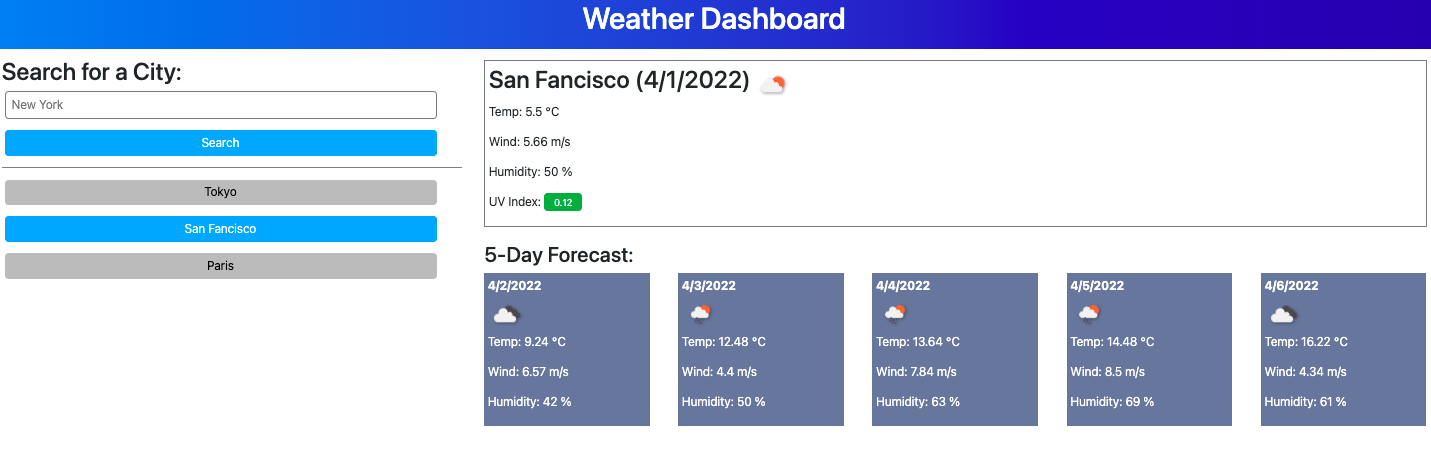 Weather Dashboard
Search for a City:
New York
Search
Tokyo
San Fancisco
Paris
San Fancisco (4/1/2022)
Temp: 5.5 °C
Wind: 5.66 m/s
Humidity: 50 %
UV Index: 0.12
5-Day Forecast:
4/2/2022
Temp: 9.24 °C
Wind: 6.57 m/s
Humidity: 42 %
4/3/2022
Temp: 12.48 °C
Wind: 4.4 m/s
Humidity: 50 %
4/4/2022
Temp: 13.64 °C
Wind: 7.84 m/s
Humidity: 63 %
4/5/2022
Temp: 14.48 °C
Wind: 8.5 m/s
Humidity: 69 %
4/6/2022
Temp: 16.22 °C
Wind: 4.34 m/s
Humidity: 61 %